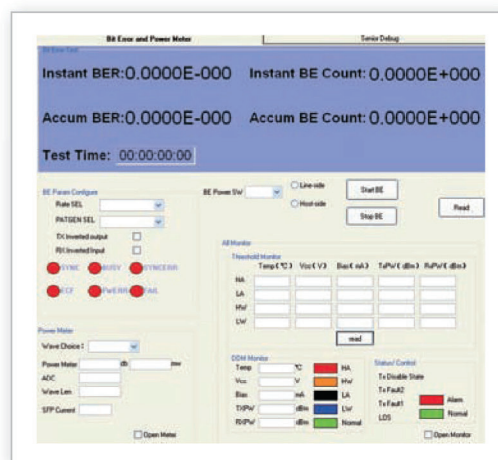 Bit Error and Power Meter
Senior Debug
Bit Error Test
Instant BER:0.0000E-000
Instant BE Count:0.0000E+000
Accum BER:0.0000E-000
Accum BE Count:0.0000E+000
Test Time: 00:00:00:00
BE Param Configure
Rate SEL
PATGEN SEL
TX Inverted output
RX Inverted Input
SYNC
BUSY
SYNCERR
ECF
PWERR
FAIL
BE Power SW
Line-side
Host-side
Start BE
Stop BE
Read
All Monitor
Threshold Monitor
Temp( °C )
Vcc( V )
Bias( mA )
TxPW( dBm )
RxPW( dBm )
HA
LA
HW
LW
read
Power Meter
Wave Choice :
Power Meter
db
mw
ADC
Wave Len
SFP Current
Open Meter
DDM Monitor
Temp
°C
HA
Vcc
V
HW
Bias
mA
LA
TXPW
dBm
LW
RXPW
dBm
Normal
Status/ Control
Tx Disable State
Tx Fault2
Tx Fault1
Alarm
LOS
Normal
Open Monitor